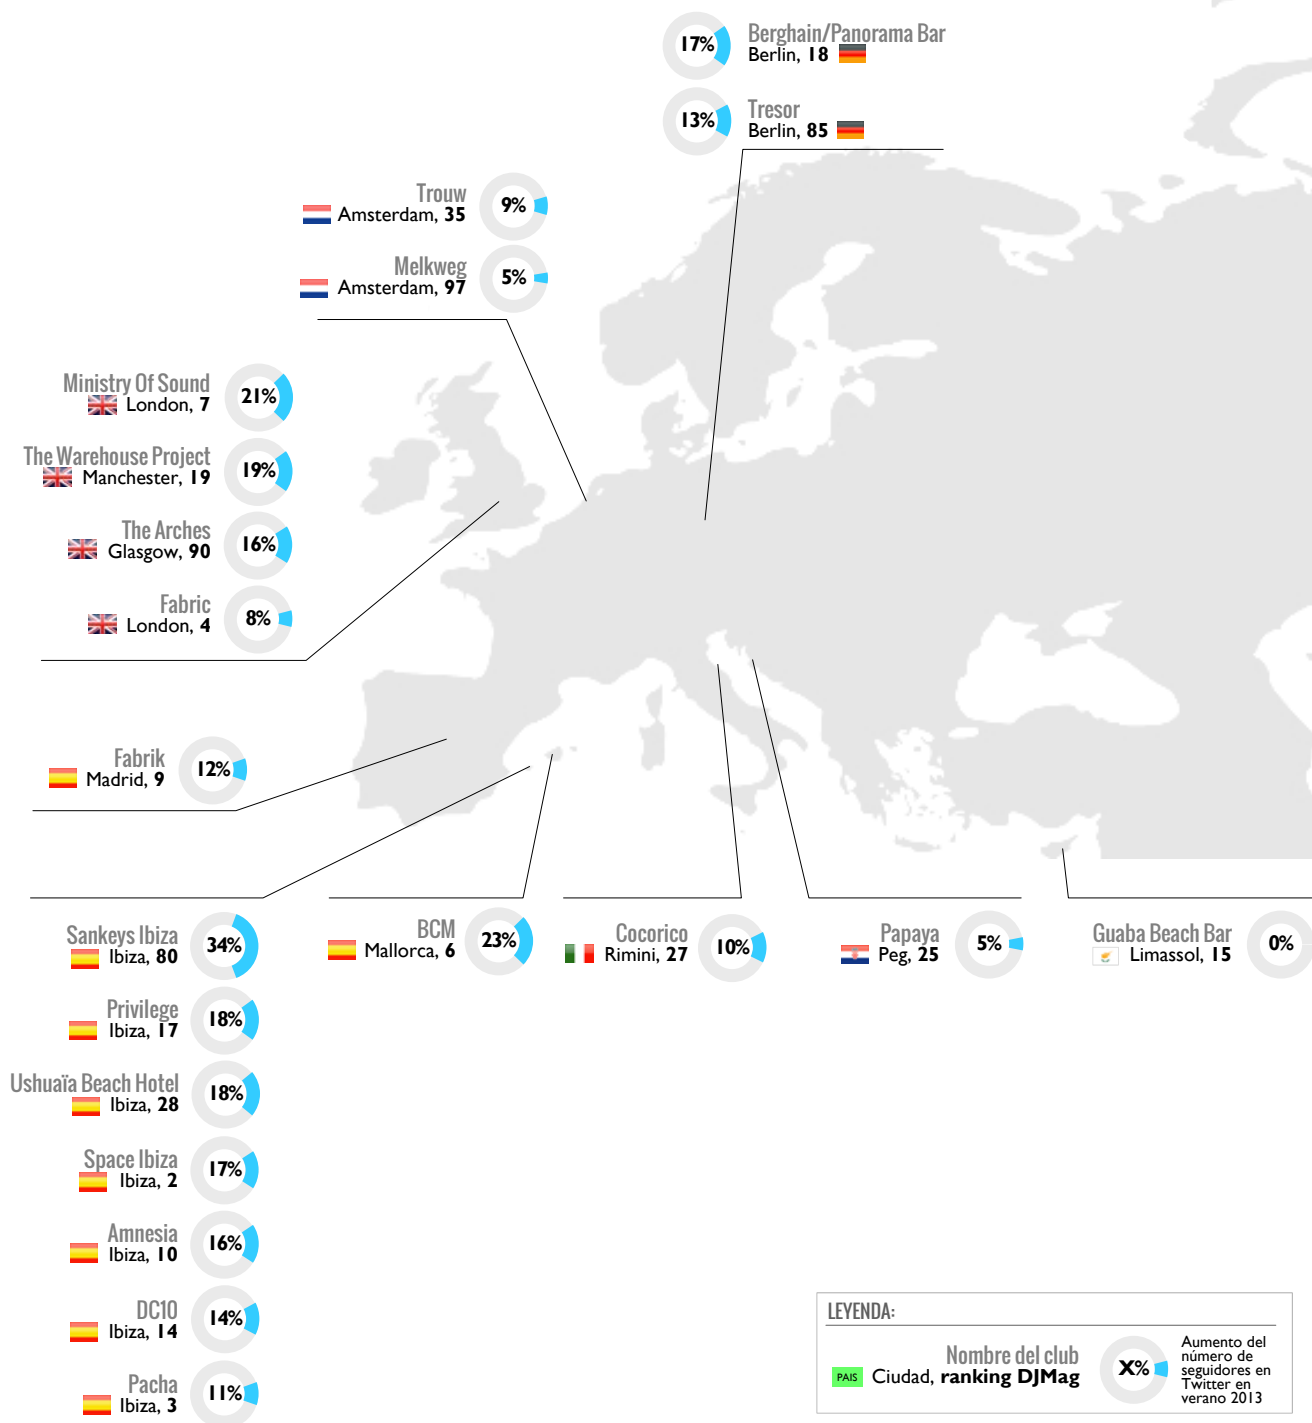 17%
Berghain/Panorama Bar
Berlin, 18
13%
Tresor
Berlin, 85
Trouw
Amsterdam, 35
9%
Melkweg
Amsterdam, 97
5%
Ministry Of Sound
London, 7
21%
The Warehouse Project
Manchester, 19
19%
The Arches
Glasgow, 90
16%
Fabric
London, 4
8%
Fabrik
Madrid, 9
12%
Sankeys Ibiza
Ibiza, 80
34%
BCM
Mallorca, 6
23%
Cocorico
Rimini, 27
10%
Papaya
Peg, 25
5%
Guaba Beach Bar
Limassol, 15
0%
Privilege
Ibiza, 17
18%
Ushuaïa Beach Hotel
Ibiza, 28
18%
Space Ibiza
Ibiza, 2
17%
Amnesia
Ibiza, 10
16%
DC10
Ibiza, 14
14%
Pacha
Ibiza, 3
11%
LEYENDA:
Nombre del club
PAIS Ciudad, ranking DJMag
X%
Aumento del
número de
seguidores en
Twitter en
verano 2013